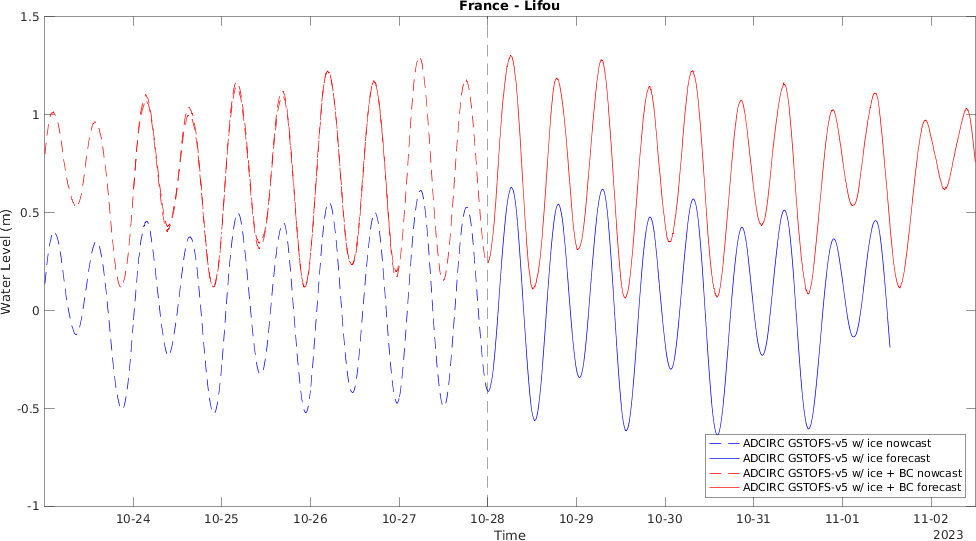 France - Lifou
1.5
1
0.5
0
-0.5
-1
Water Level (m)
ADCIRC GSTOFS-v5 w/ ice nowcast
ADCIRC GSTOFS-v5 w/ ice forecast
ADCIRC GSTOFS-v5 w/ ice + BC nowcast
ADCIRC GSTOFS-v5 w/ ice + BC forecast
10-24 10-25 10-26 10-27 10-28 10-29 10-30 10-31 11-01 11-02
Time
2023